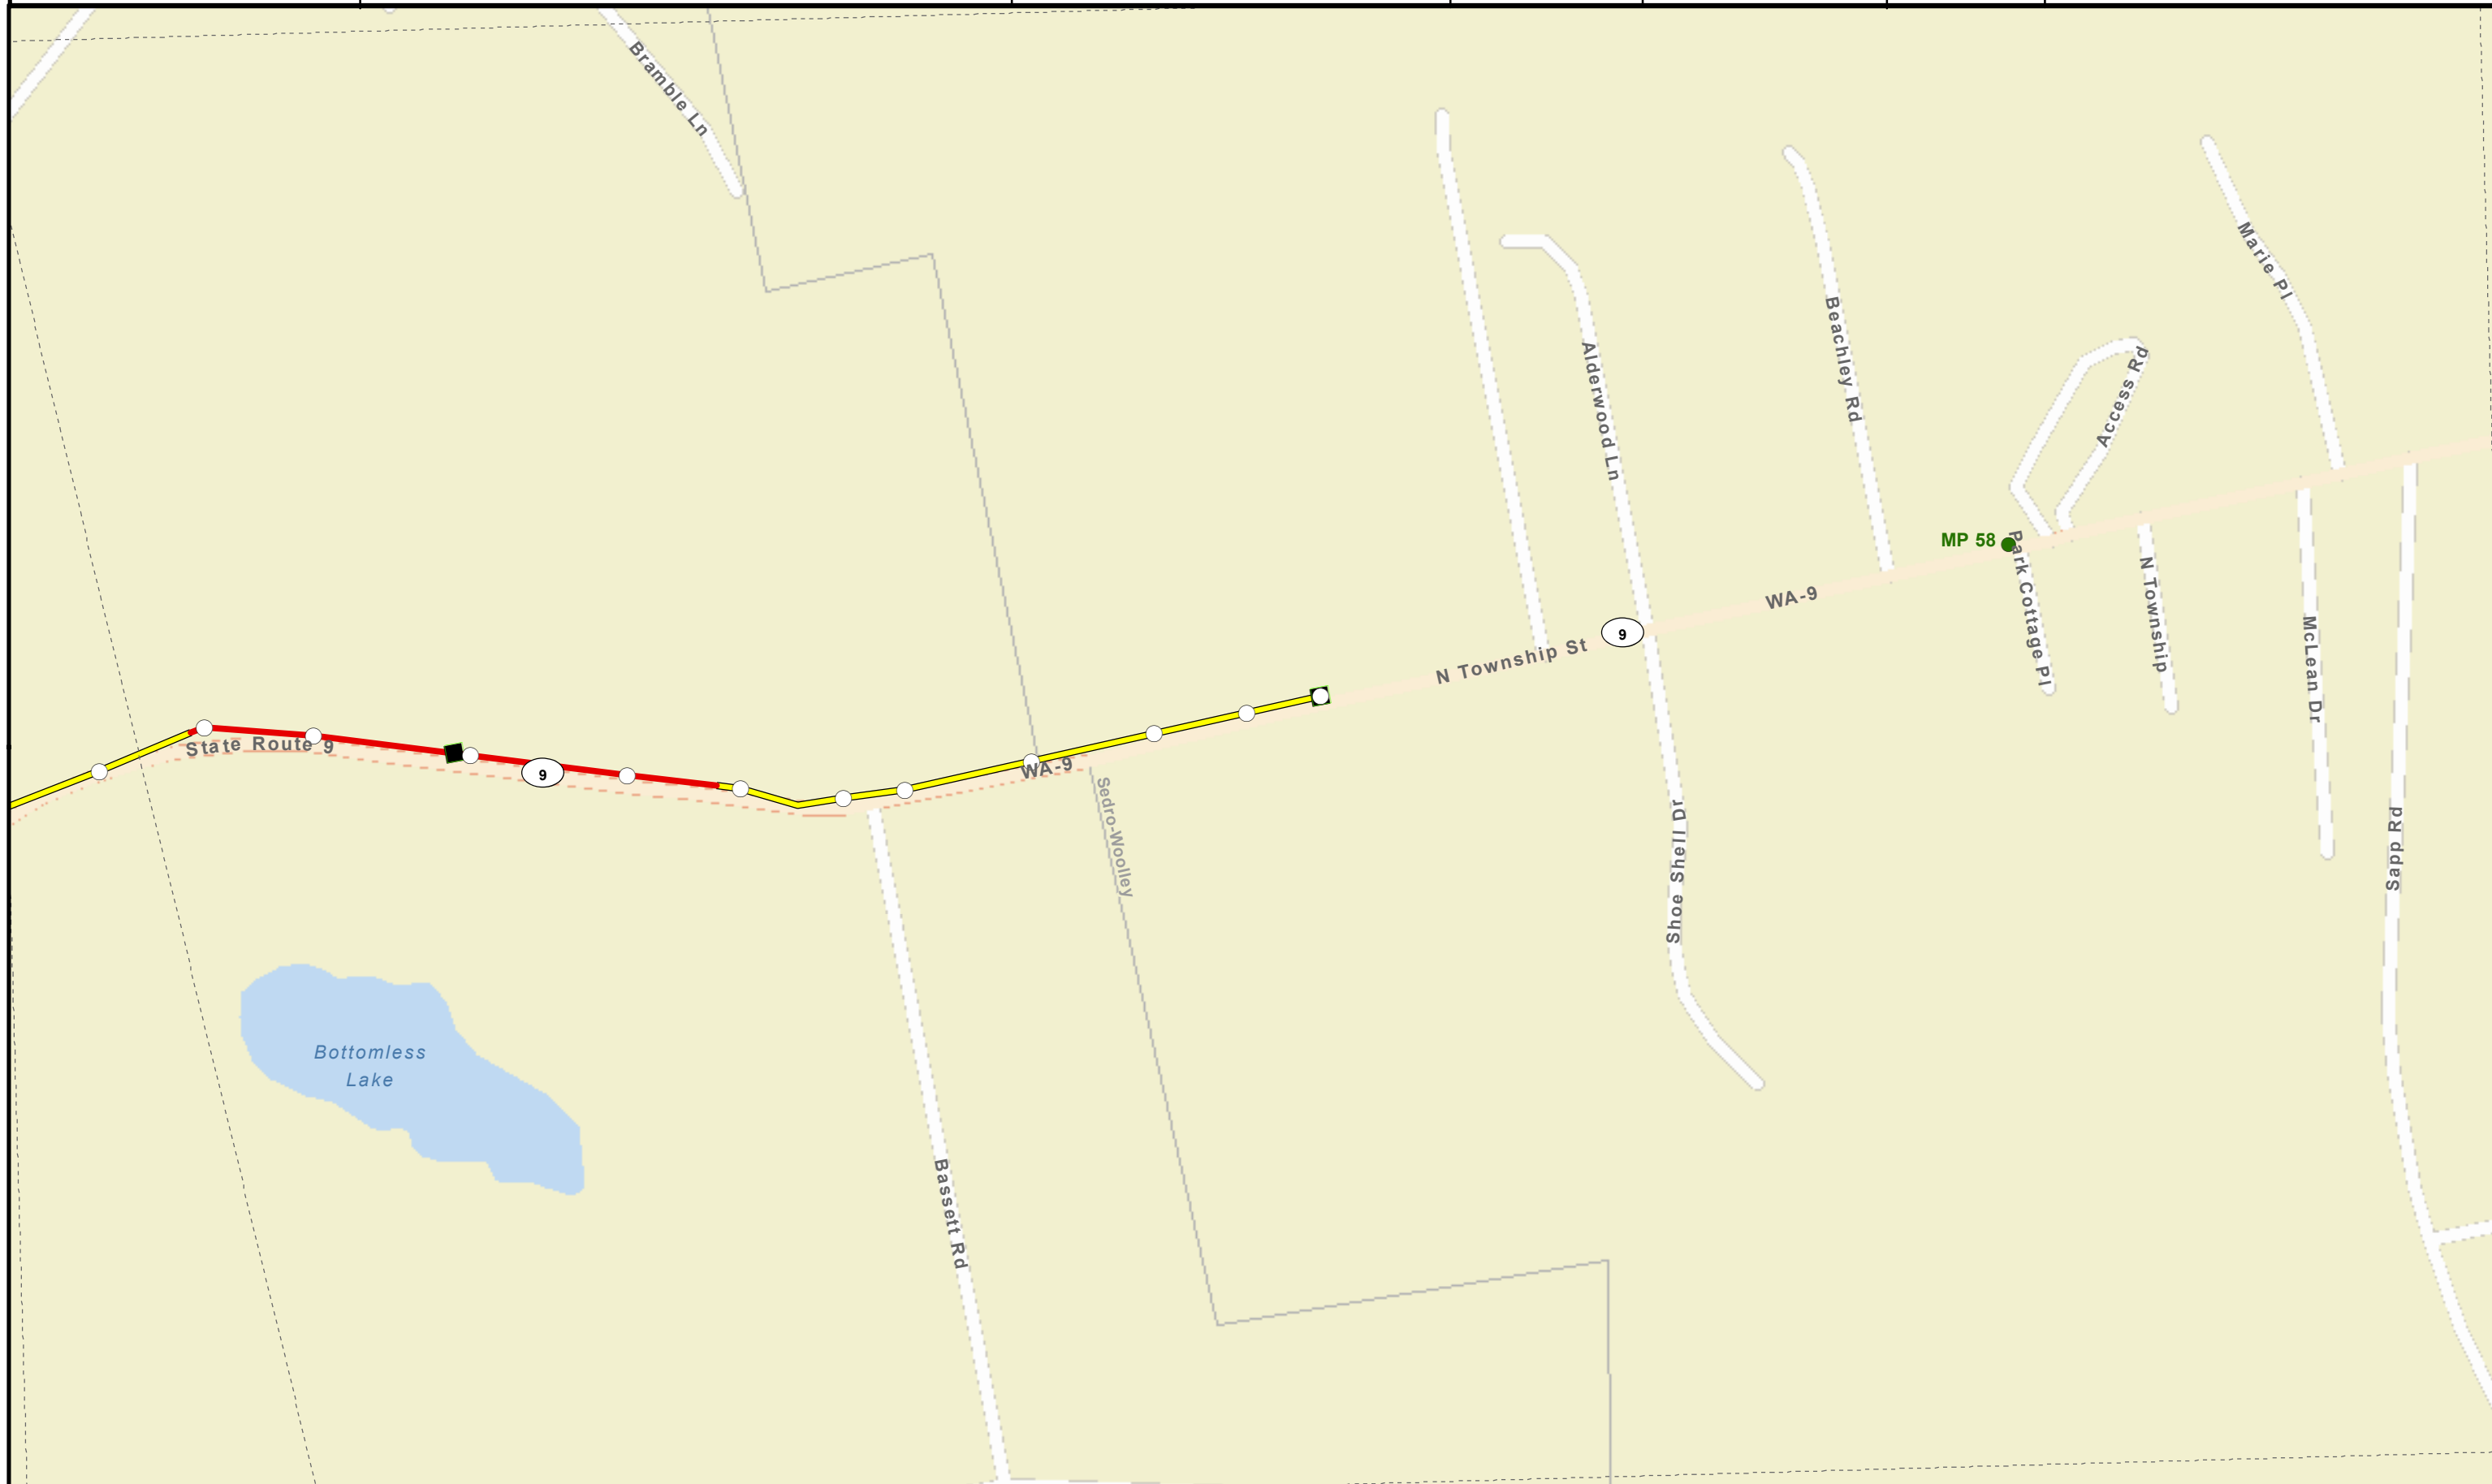 Bramble Ln
Marie Pl
Beachley Rd
Alderwood Ln
Access Rd
MP 58
Park Cottage Pl
N Township
WA-9
9
N Township St
McLean Dr
State Route 9
9
WA-9
Sedro-Woolley
Shoe Shell Dr
Sapp Rd
Bottomless
Lake
Bassett Rd